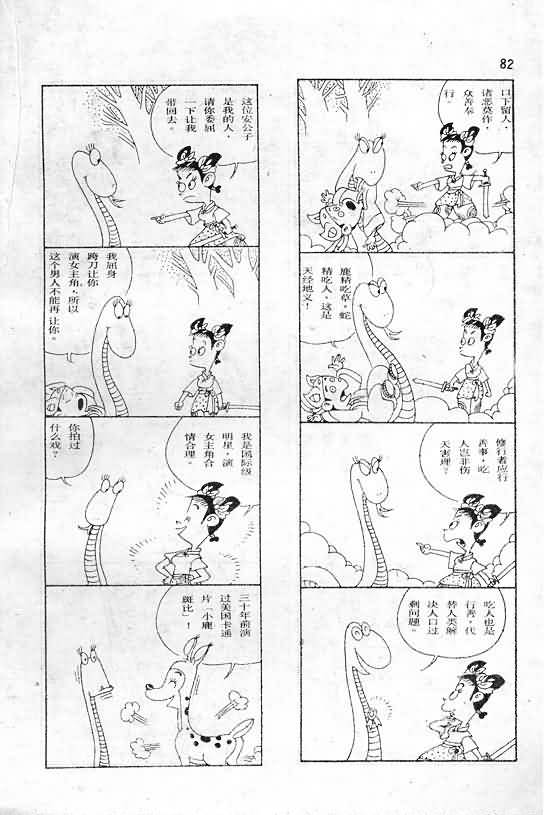 82
口下留人，
诸恶莫作
众善奉
行。
鹿精吃草，蛇
精吃人，这是
天经地义！
修行者应行
善事，吃
人岂非伤
天害理？
吃人也是
行善，代
替人类解
决人口过
剩问题。
这位安公子
是我的人，
请你委屈
一下让我
带回去。
我屈身
跨刀让你
演女主角，所以
这个男人不能再让你。
我是国际级
明星，演
女主角合
情合理。
你拍过
什么戏？
三十年前演
过美国卡通
片「小鹿
斑比」！